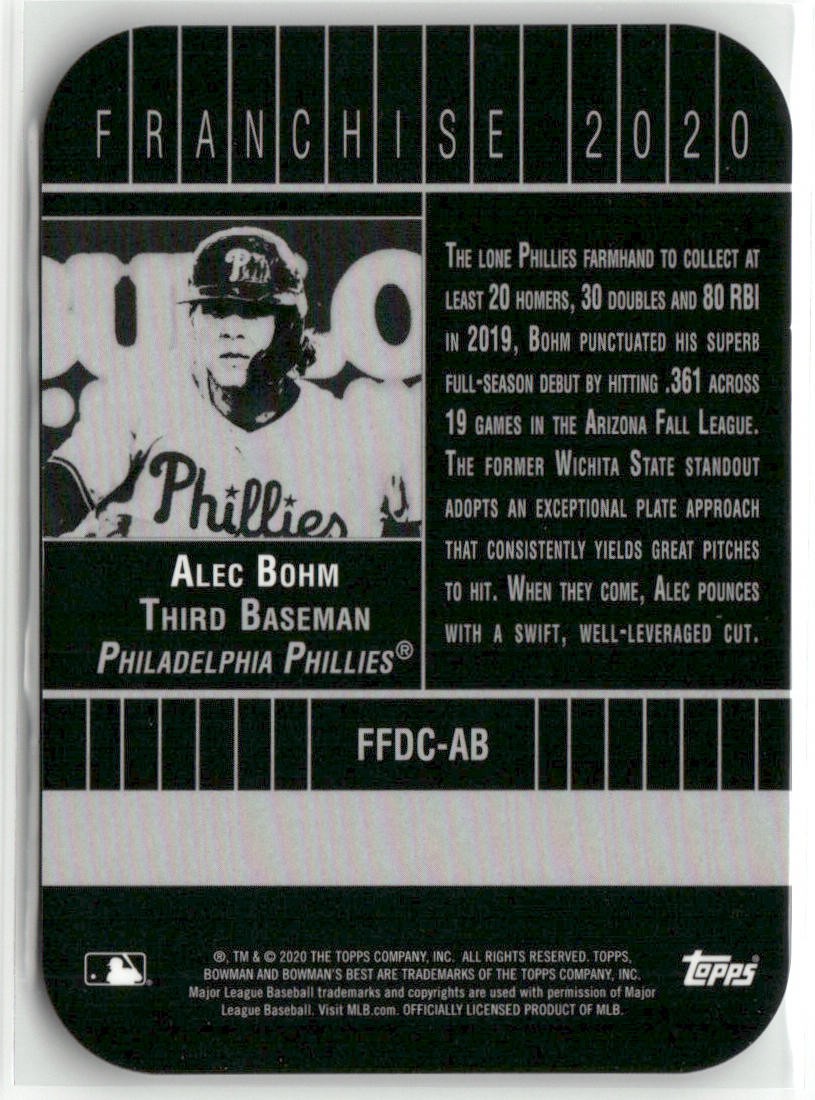 FRANCHISE 2020
THE LONE PHILLIES FARMHAND TO COLLECT AT
LEAST 20 HOMERS, 30 DOUBLES AND 80 RBI
IN 2019, BOHM PUNCTUATED HIS SUPERB
FULL-SEASON DEBUT BY HITTING .361 ACROSS
19 GAMES IN THE ARIZONA FALL LEAGUE.
THE FORMER WICHITA STATE STANDOUT
ADOPTS AN EXCEPTIONAL PLATE APPROACH
THAT CONSISTENTLY YIELDS GREAT PITCHES
TO HIT. WHEN THEY COME, ALEC POUNCES
WITH A SWIFT, WELL-LEVERAGED CUT.
Phillies
ALEC BOHM
THIRD BASEMAN
PHILADELPHIA PHILLIES®
FFDC-AB
®, TM & © 2020 THE TOPPS COMPANY, INC. ALL RIGHTS RESERVED. TOPPS,
BOWMAN AND BOWMAN'S BEST ARE TRADEMARKS OF THE TOPPS COMPANY, INC.
Major League Baseball trademarks and copyrights are used with permission of Major
League Baseball. Visit MLB.com. OFFICIALLY LICENSED PRODUCT OF MLB.
topps